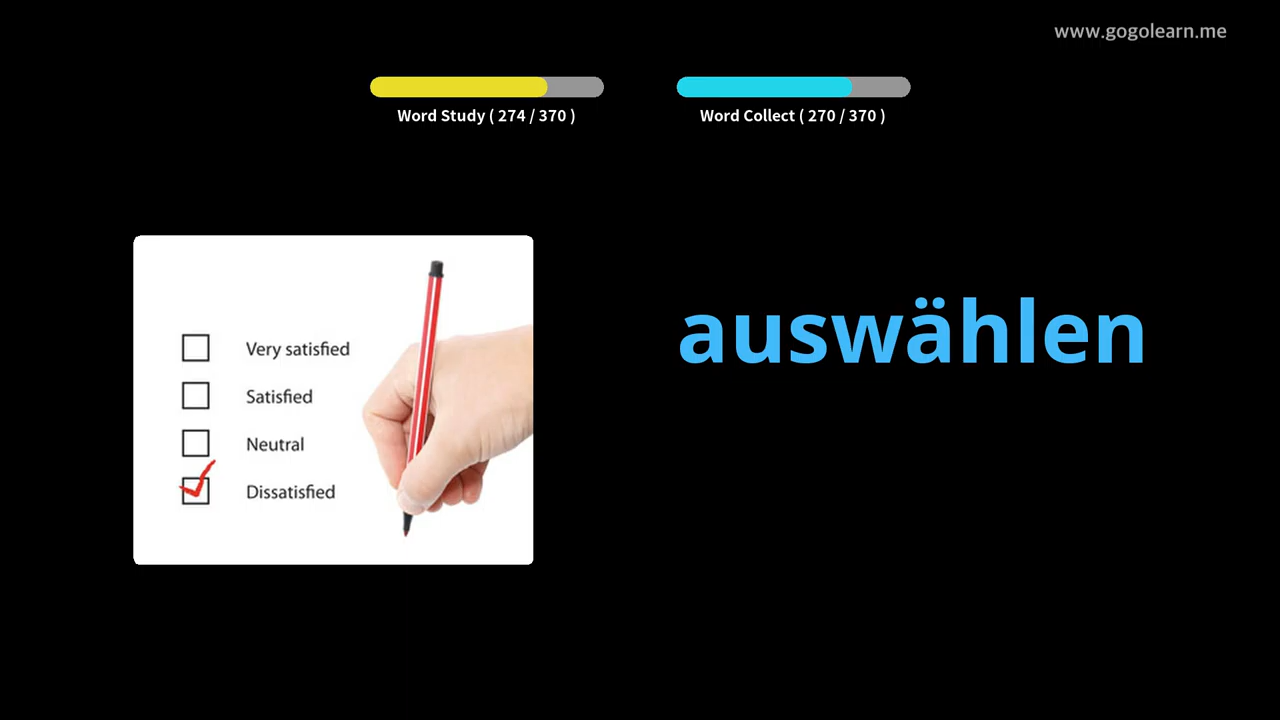 www.gogolearn.me
Word Study ( 274 / 370 )
Word Collect ( 270 / 370 )
Very satisfied
Satisfied
Neutral
Dissatisfied
auswählen